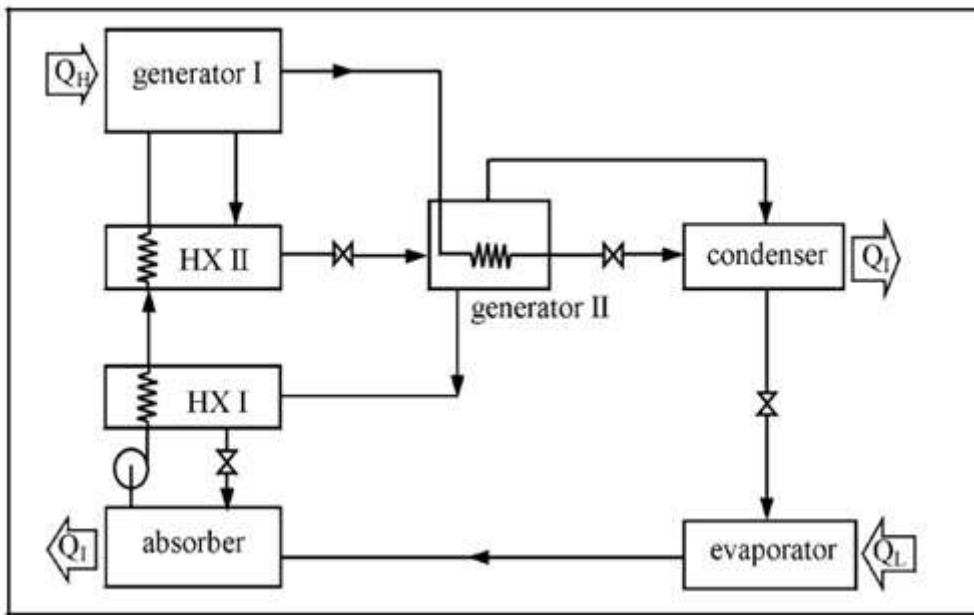 Q_H
generator I
HX II
condenser
Q_I
generator II
HX I
Q_I
absorber
evaporator
Q_L